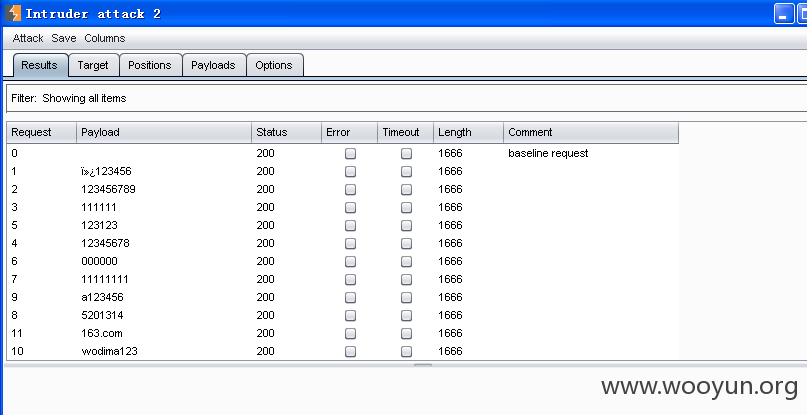 Intruder attack 2
Attack Save Columns
Results Target Positions Payloads Options
Filter: Showing all items
Request Payload Status Error Timeout Length Comment
0 200 1666 baseline request
1 ï»¿123456 200 1666
2 123456789 200 1666
3 111111 200 1666
5 123123 200 1666
4 12345678 200 1666
6 000000 200 1666
7 11111111 200 1666
9 a123456 200 1666
8 5201314 200 1666
11 163.com 200 1666
10 wodima123 200 1666
www.wooyun.org